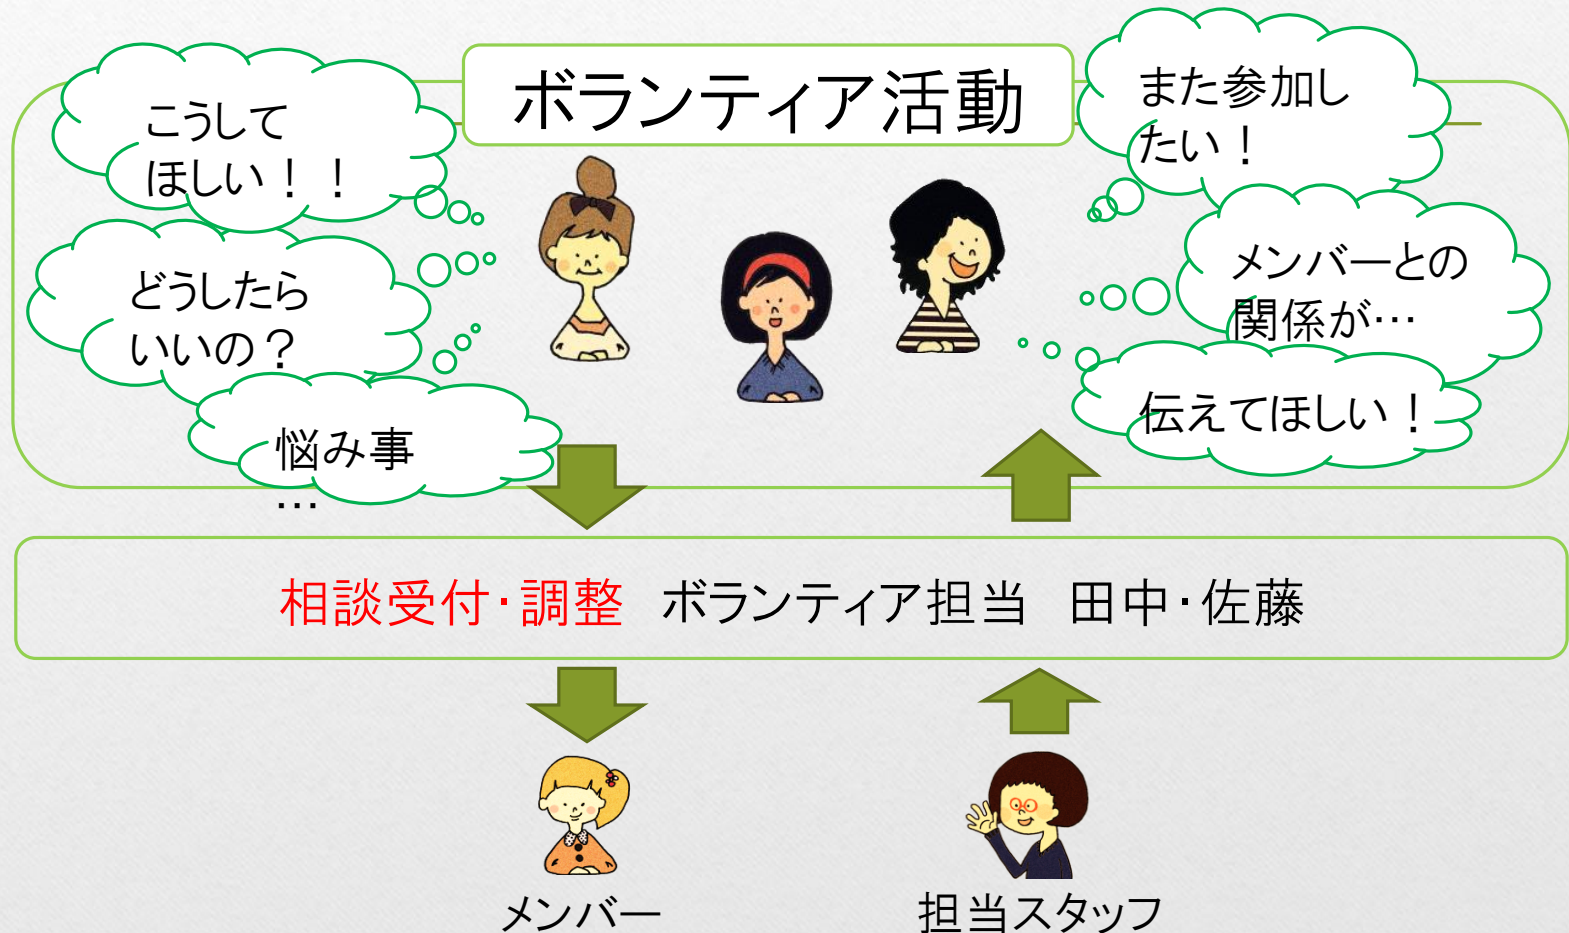 ボランティア活動
こうして
ほしい！！
どうしたら
いいの？
悩み事
…
また参加し
たい！
メンバーとの
関係が…
伝えてほしい！
相談受付・調整　ボランティア担当　田中・佐藤
メンバー
担当スタッフ